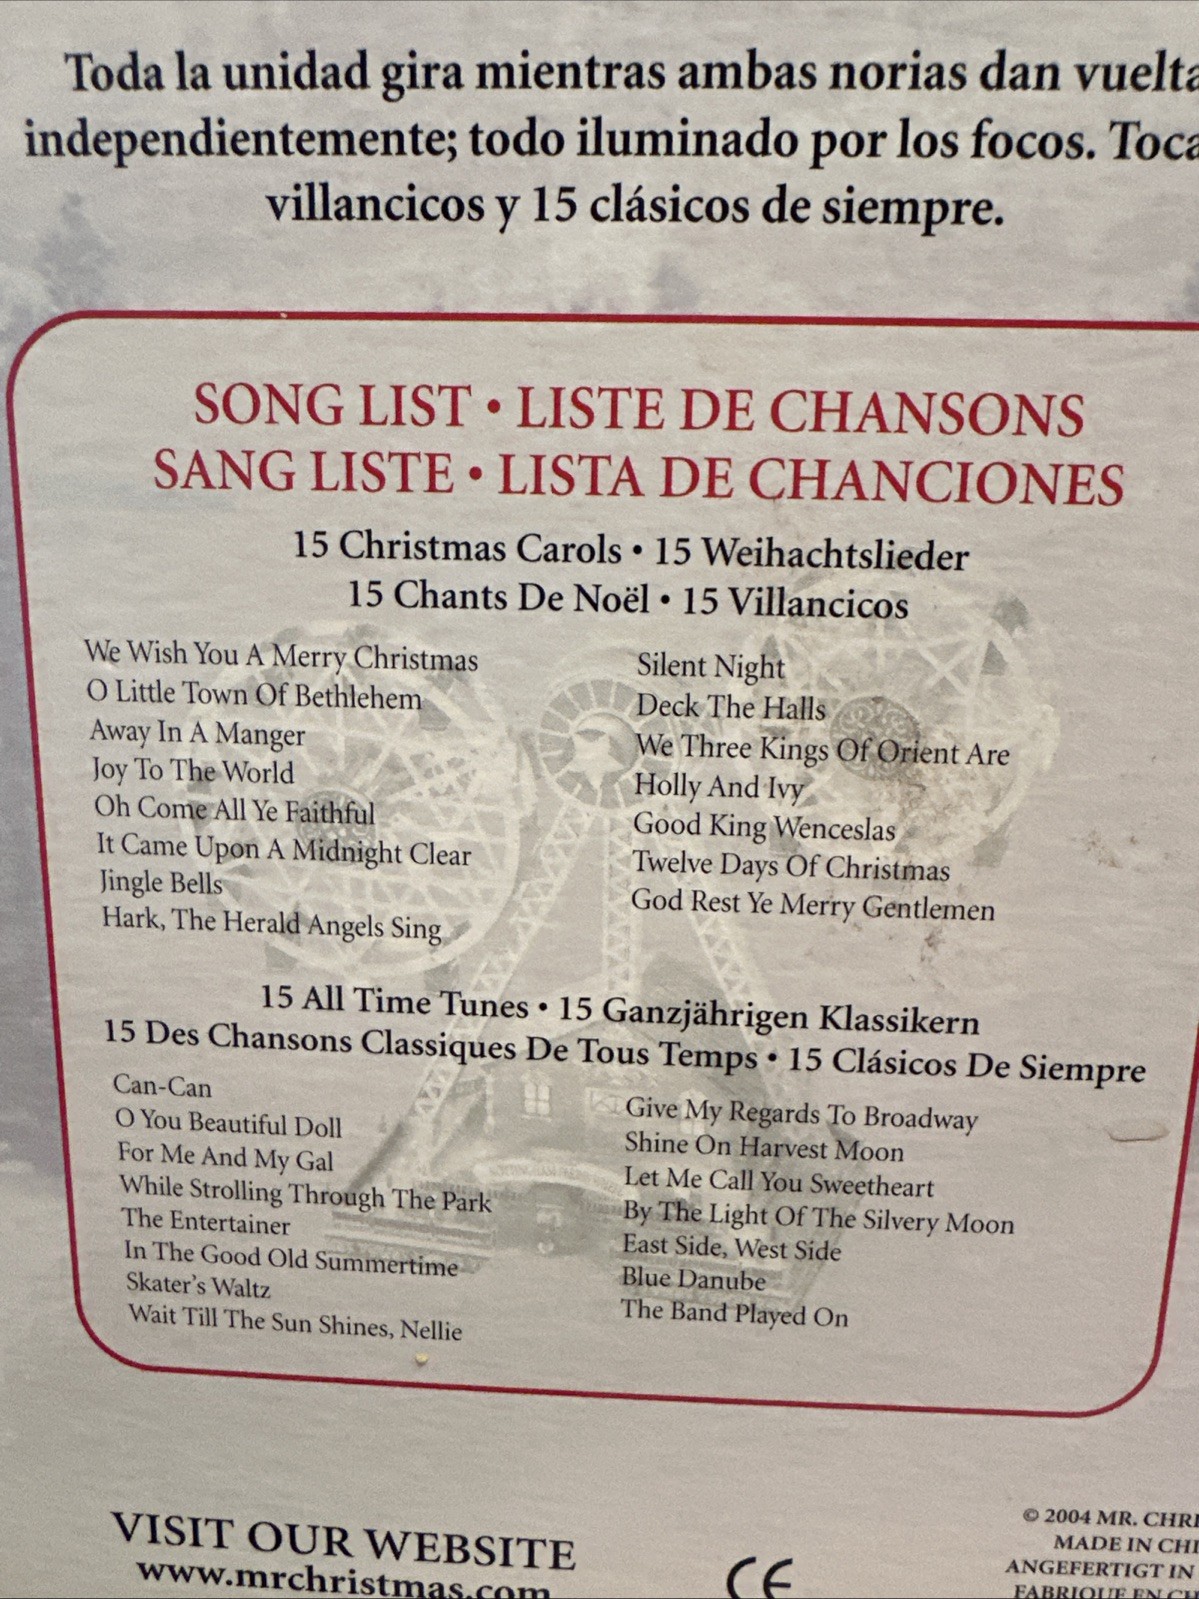 Toda la unidad gira mientras ambas norias dan
independientemente; todo iluminado por los focos.
villancicos y 15 clásicos de siempre.
SONG LIST • LISTE DE CHANSONS
SANG LISTE • LISTA DE CHANCIONES
15 Christmas Carols • 15 Weihachtslieder
15 Chants De Noël • 15 Villancicos
We Wish You A Merry Christmas
O Little Town Of Bethlehem
Away In A Manger
Joy To The World
Oh Come All Ye Faithful
It Came Upon A Midnight Clear
Jingle Bells
Hark, The Herald Angels Sing
Silent Night
Deck The Halls
We Three Kings Of Orient Are
Holly And Ivy
Good King Wenceslas
Twelve Days Of Christmas
God Rest Ye Merry Gentlemen
15 All Time Tunes • 15 Ganzjährigen Klassikern
15 Des Chansons Classiques De Tous Temps • 15 Clásicos De Siempre
Can-Can
O You Beautiful Doll
For Me And My Gal
While Strolling Through The Park
The Entertainer
In The Good Old Summertime
Skater's Waltz
Wait Till The Sun Shines, Nellie
Give My Regards To Broadway
Shine On Harvest Moon
Let Me Call You Sweetheart
By The Light Of The Silvery Moon
East Side, West Side
Blue Danube
The Band Played On
VISIT OUR WEBSITE
www.mrchristmas.com
CE
© 2004 MR.
MADE IN
ANGEFERTIGT IN
FABRIQUE EN